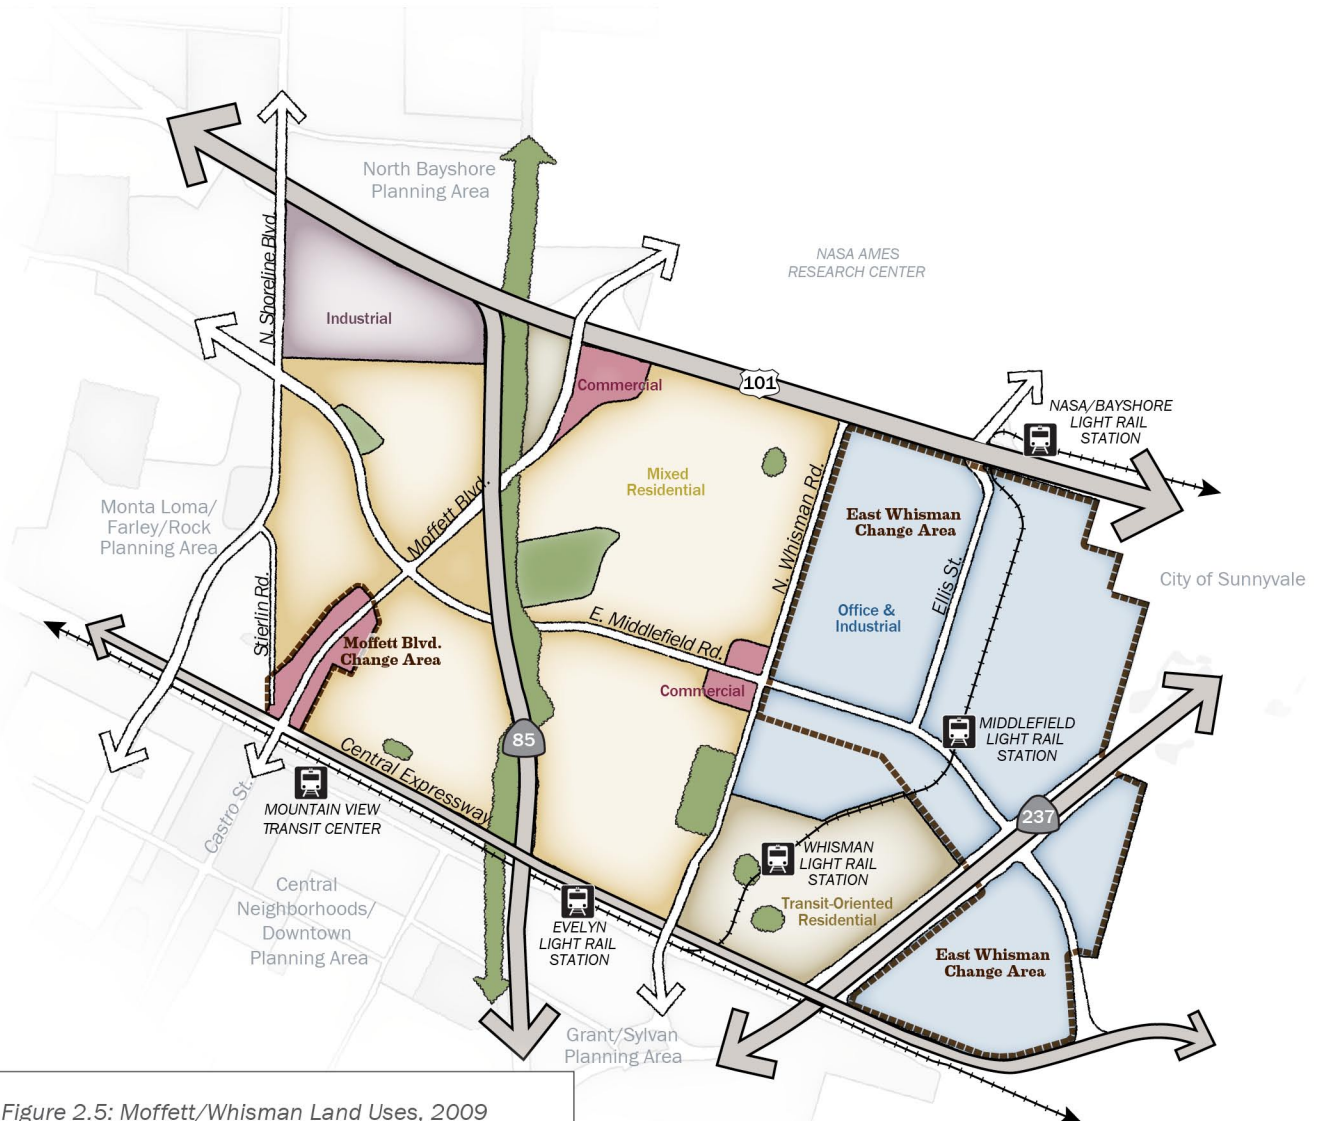 North Bayshore
Planning Area
NASA AMES
RESEARCH CENTER
N. Shoreline Blvd.
Industrial
Commercial
101
NASA/BAYSHORE
LIGHT RAIL
STATION
Mixed
Residential
Moffett Blvd.
N. Whisman Rd.
East Whisman
Change Area
Monta Loma/
Farley/Rock
Planning Area
Ellis St.
City of Sunnyvale
Office &
Industrial
Stierlin Rd.
E. Middlefield Rd.
Moffett Blvd.
Change Area
Commercial
MIDDLEFIELD
LIGHT RAIL
STATION
85
Central Expressway
237
Castro St.
MOUNTAIN VIEW
TRANSIT CENTER
WHISMAN
LIGHT RAIL
STATION
Central
Neighborhoods/
Downtown
Planning Area
Transit-Oriented
Residential
EVELYN
LIGHT RAIL
STATION
East Whisman
Change Area
Grant/Sylvan
Planning Area
Figure 2.5: Moffett/Whisman Land Uses, 2009